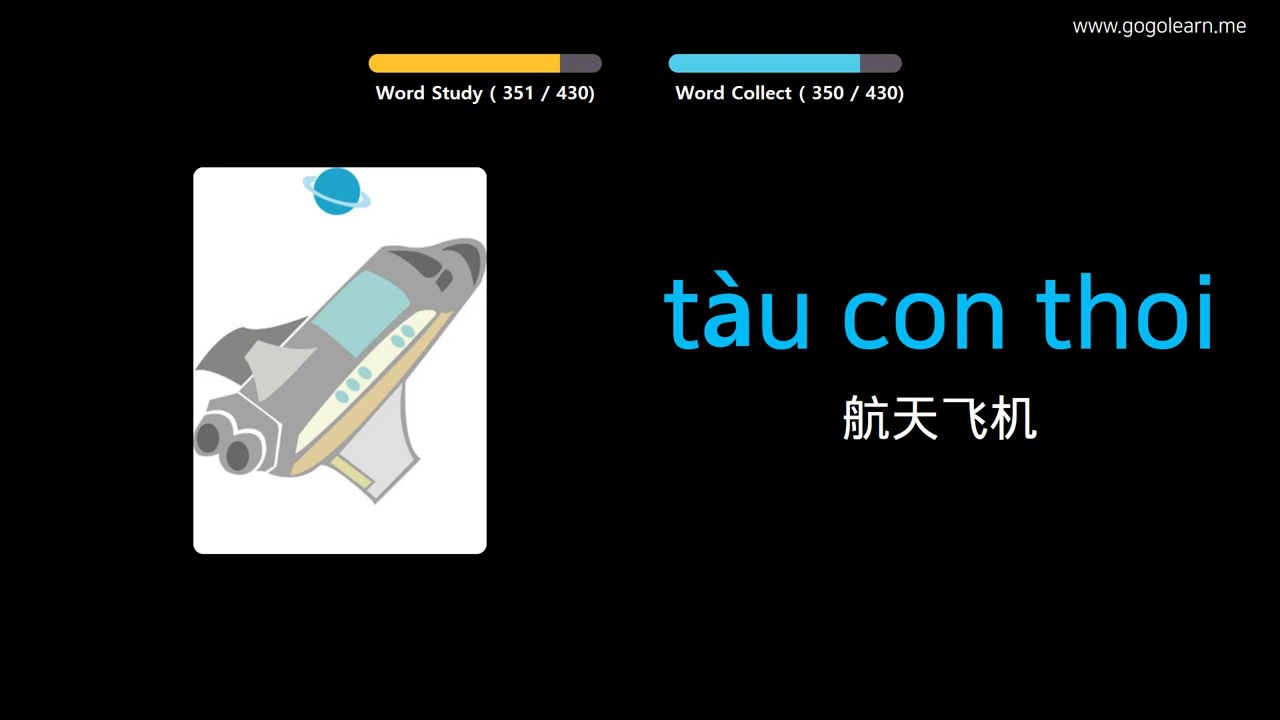 www.gogolearn.me
Word Study ( 351 / 430)
Word Collect ( 350 / 430)
tàu con thoi
航天飞机